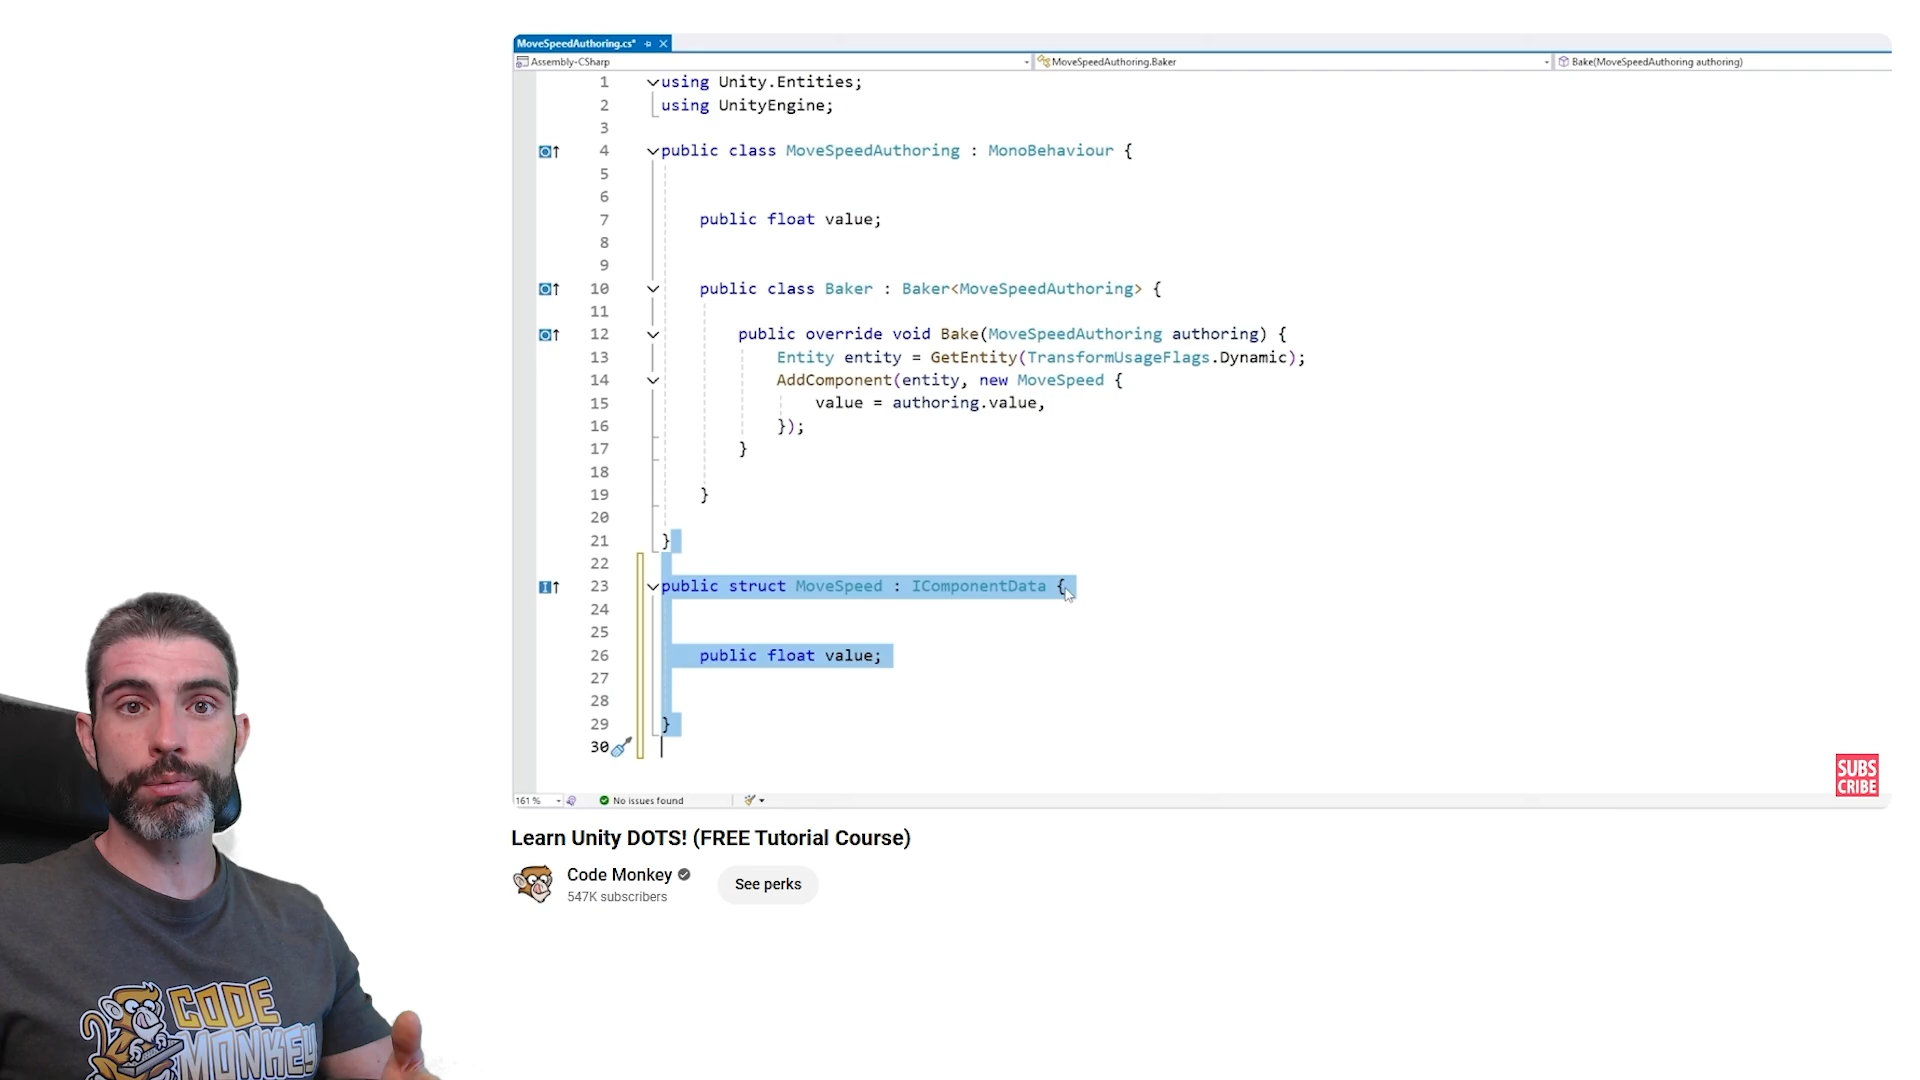 MoveSpeedAuthoring.cs*
Assembly-CSharp
MoveSpeedAuthoring.Baker
Bake(MoveSpeedAuthoring authoring)
1 using Unity.Entities;
2 using UnityEngine;
3
4 public class MoveSpeedAuthoring : MonoBehaviour {
5
6
7 public float value;
8
9
10 public class Baker : Baker<MoveSpeedAuthoring> {
11
12 public override void Bake(MoveSpeedAuthoring authoring) {
13 Entity entity = GetEntity(TransformUsageFlags.Dynamic);
14 AddComponent(entity, new MoveSpeed {
15 value = authoring.value,
16 });
17 }
18
19 }
20
21 }
22
23 public struct MoveSpeed : IComponentData {
24
25
26 public float value;
27
28
29 }
30
161 %
No issues found
SUBS
CRIBE
Learn Unity DOTS! (FREE Tutorial Course)
Code Monkey
547K subscribers
See perks
CODE
MONKEY